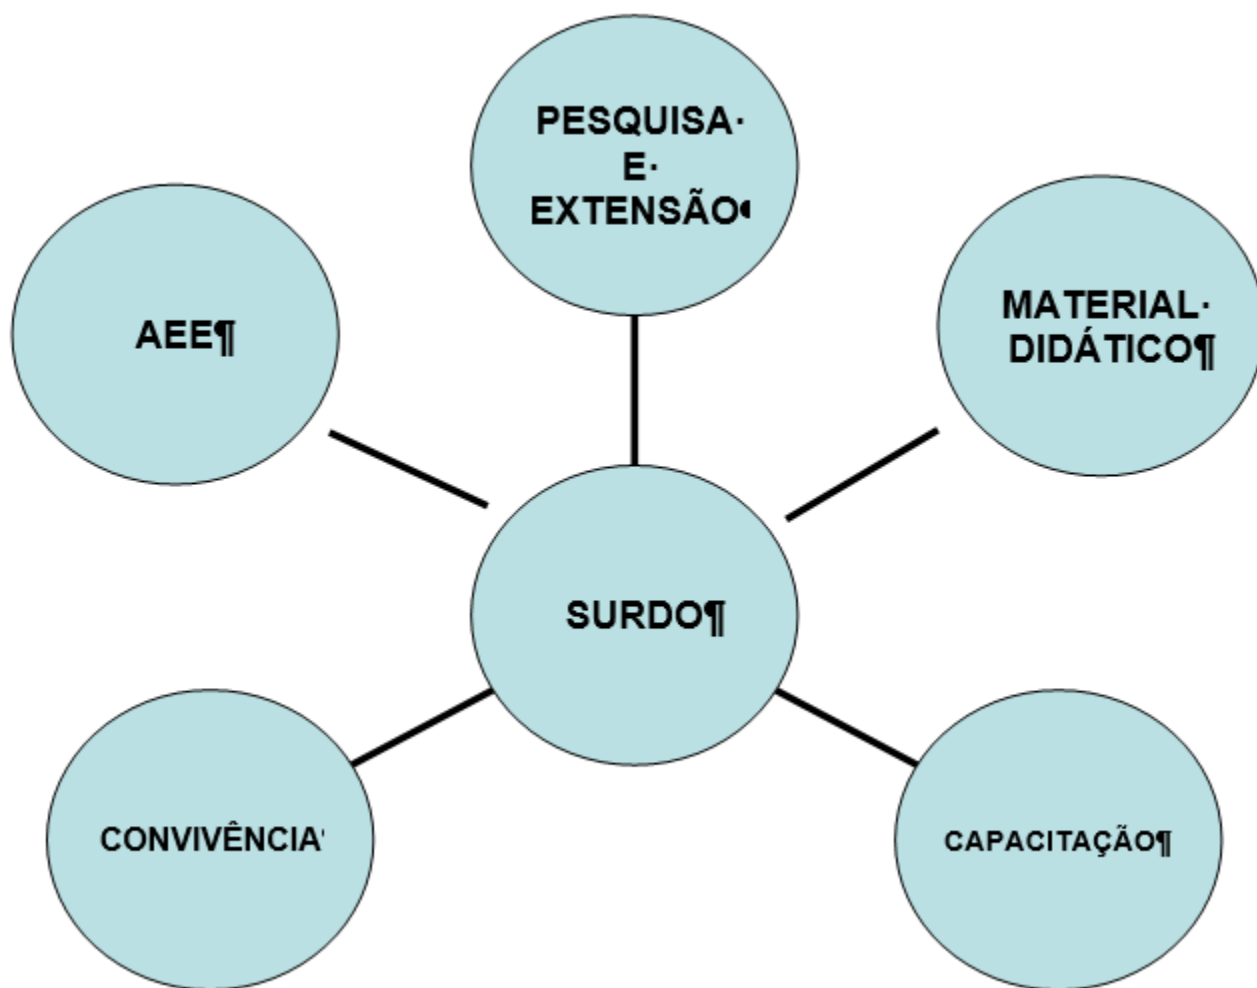 PESQUISA·
E·
EXTENSÃO¶
AEE¶
MATERIAL·
DIDÁTICO¶
SURDO¶
CONVIVÊNCIA
CAPACITAÇÃO¶